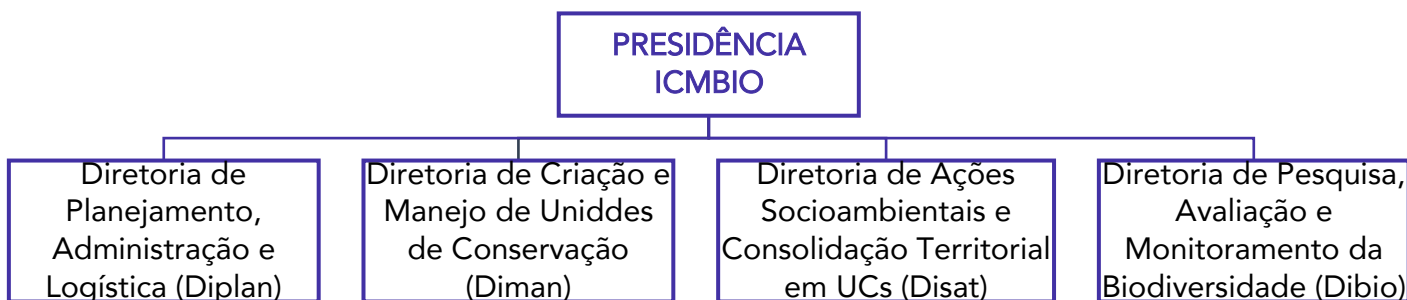 PRESIDÊNCIA
ICMBIO
Diretoria de
Planejamento,
Administração e
Logística (Diplan)
Diretoria de Criação e
Manejo de Uniddes
de Conservação
(Diman)
Diretoria de Ações
Socioambientais e
Consolidação Territorial
em UCs (Disat)
Diretoria de Pesquisa,
Avaliação e
Monitoramento da
Biodiversidade (Dibio)